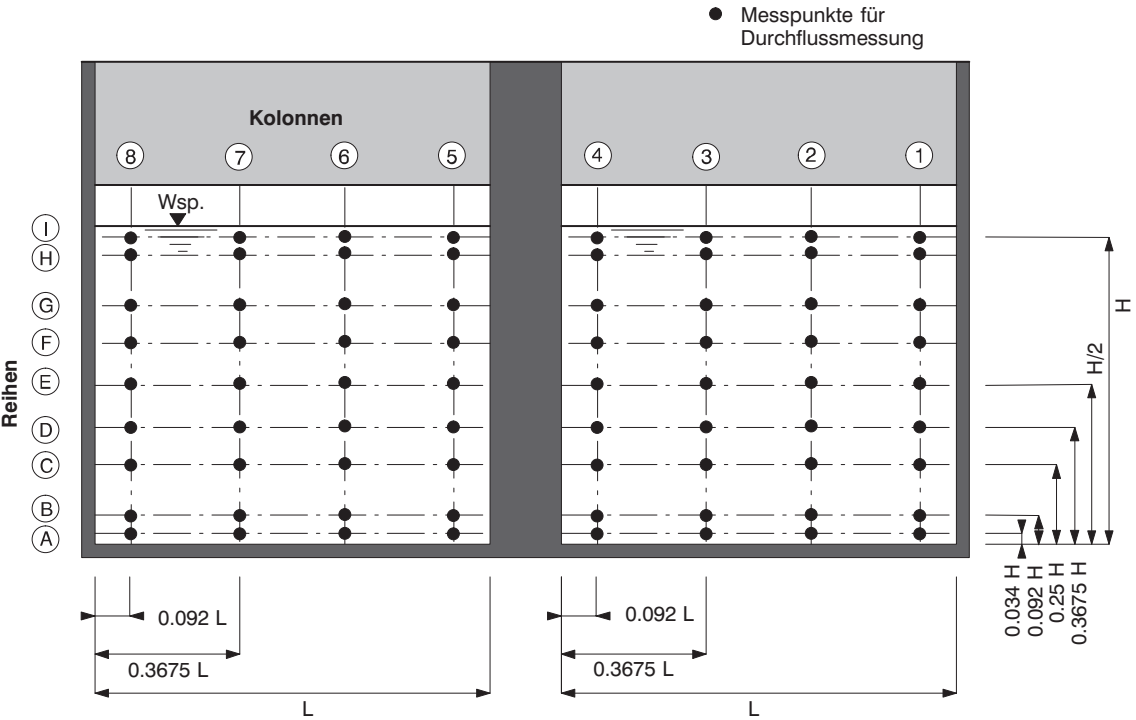 Messpunkte für
Durchflussmessung
Kolonnen
8 7 6 5 4 3 2 1
Wsp.
I
H
G
F
E
D
C
B
A
Reihen
H
H/2
0.034 H
0.092 H
0.25 H
0.3675 H
0.092 L
0.092 L
0.3675 L
0.3675 L
L
L